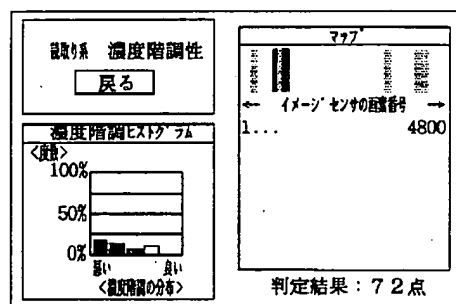 読取り系 濃度階調性
戻る
濃度階調ヒストグラム
<度数>
100%
50%
0%
悪い 良い
<濃度階調の分布>
マップ
← イメージセンサの画素番号 →
1... 4800
判定結果：72点